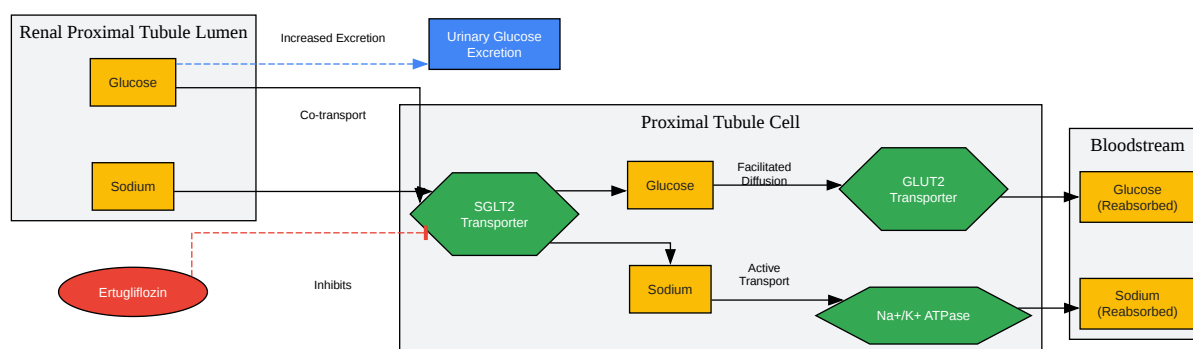 Renal Proximal Tubule Lumen
Glucose
Sodium
Increased Excretion
Urinary Glucose
Excretion
Co-transport
Ertugliflozin
Inhibits
Proximal Tubule Cell
SGLT2
Transporter
Glucose
Facilitated
Diffusion
GLUT2
Transporter
Sodium
Active
Transport
Na+/K+ ATPase
Bloodstream
Glucose
(Reabsorbed)
Sodium
(Reabsorbed)